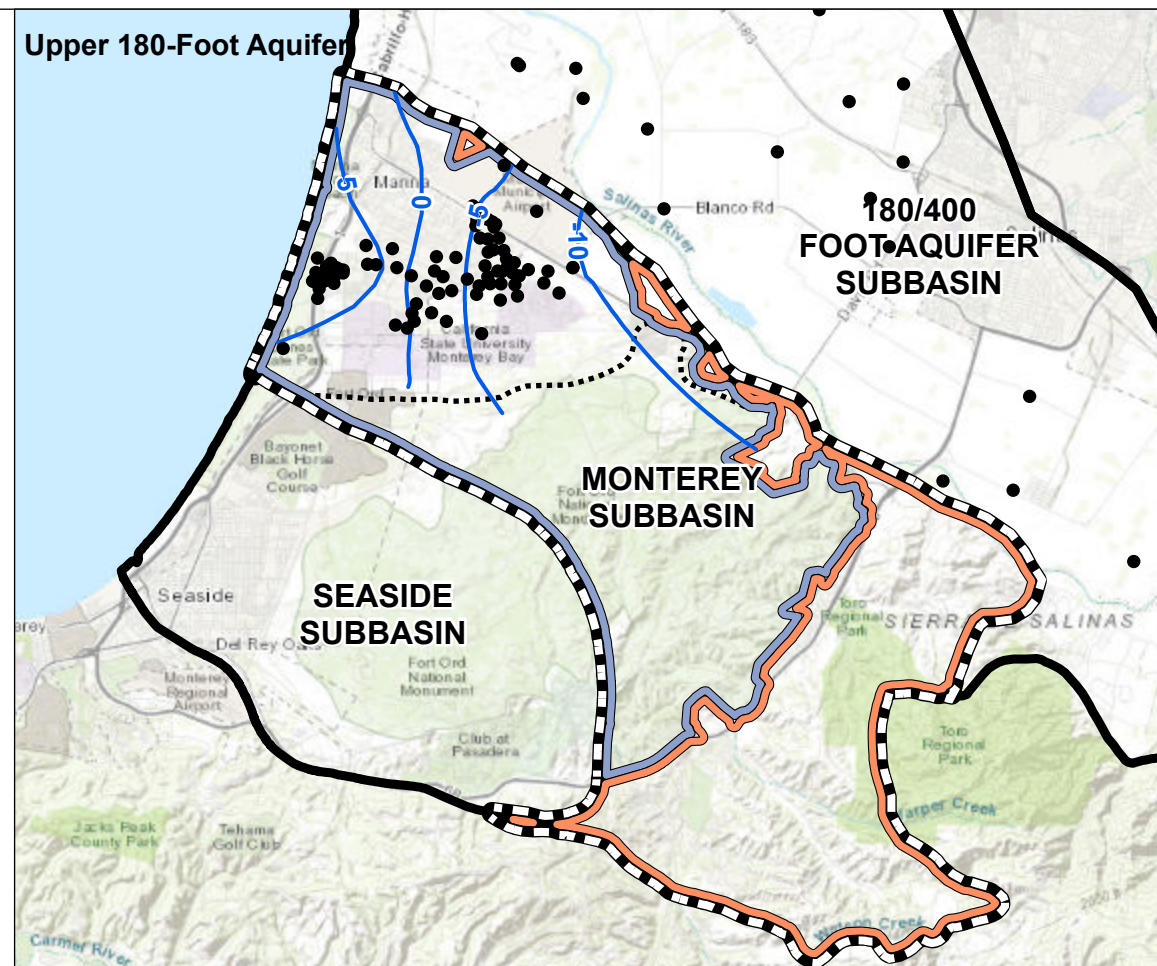 Upper 180-Foot Aquifer
5
0
-5
-10
Marina
Airport
Salinas River
Blanco Rd
180/400
FOOT AQUIFER
SUBBASIN
California
State University
Monterey Bay
Fort Ord
Bayonet
Black Horse
Golf
Course
MONTEREY
SUBBASIN
Seaside
SEASIDE
SUBBASIN
Del Rey Oaks
Monterey
Regional
Airport
Fort Ord
National
Monument
Club at
Pasadera
Toro
Regional
Park
SIERRA
SALINAS
Toro
Regional
Park
Harper Creek
Jacks Peak
County Park
Tehama
Golf Club
Watson Creek
Carmel River